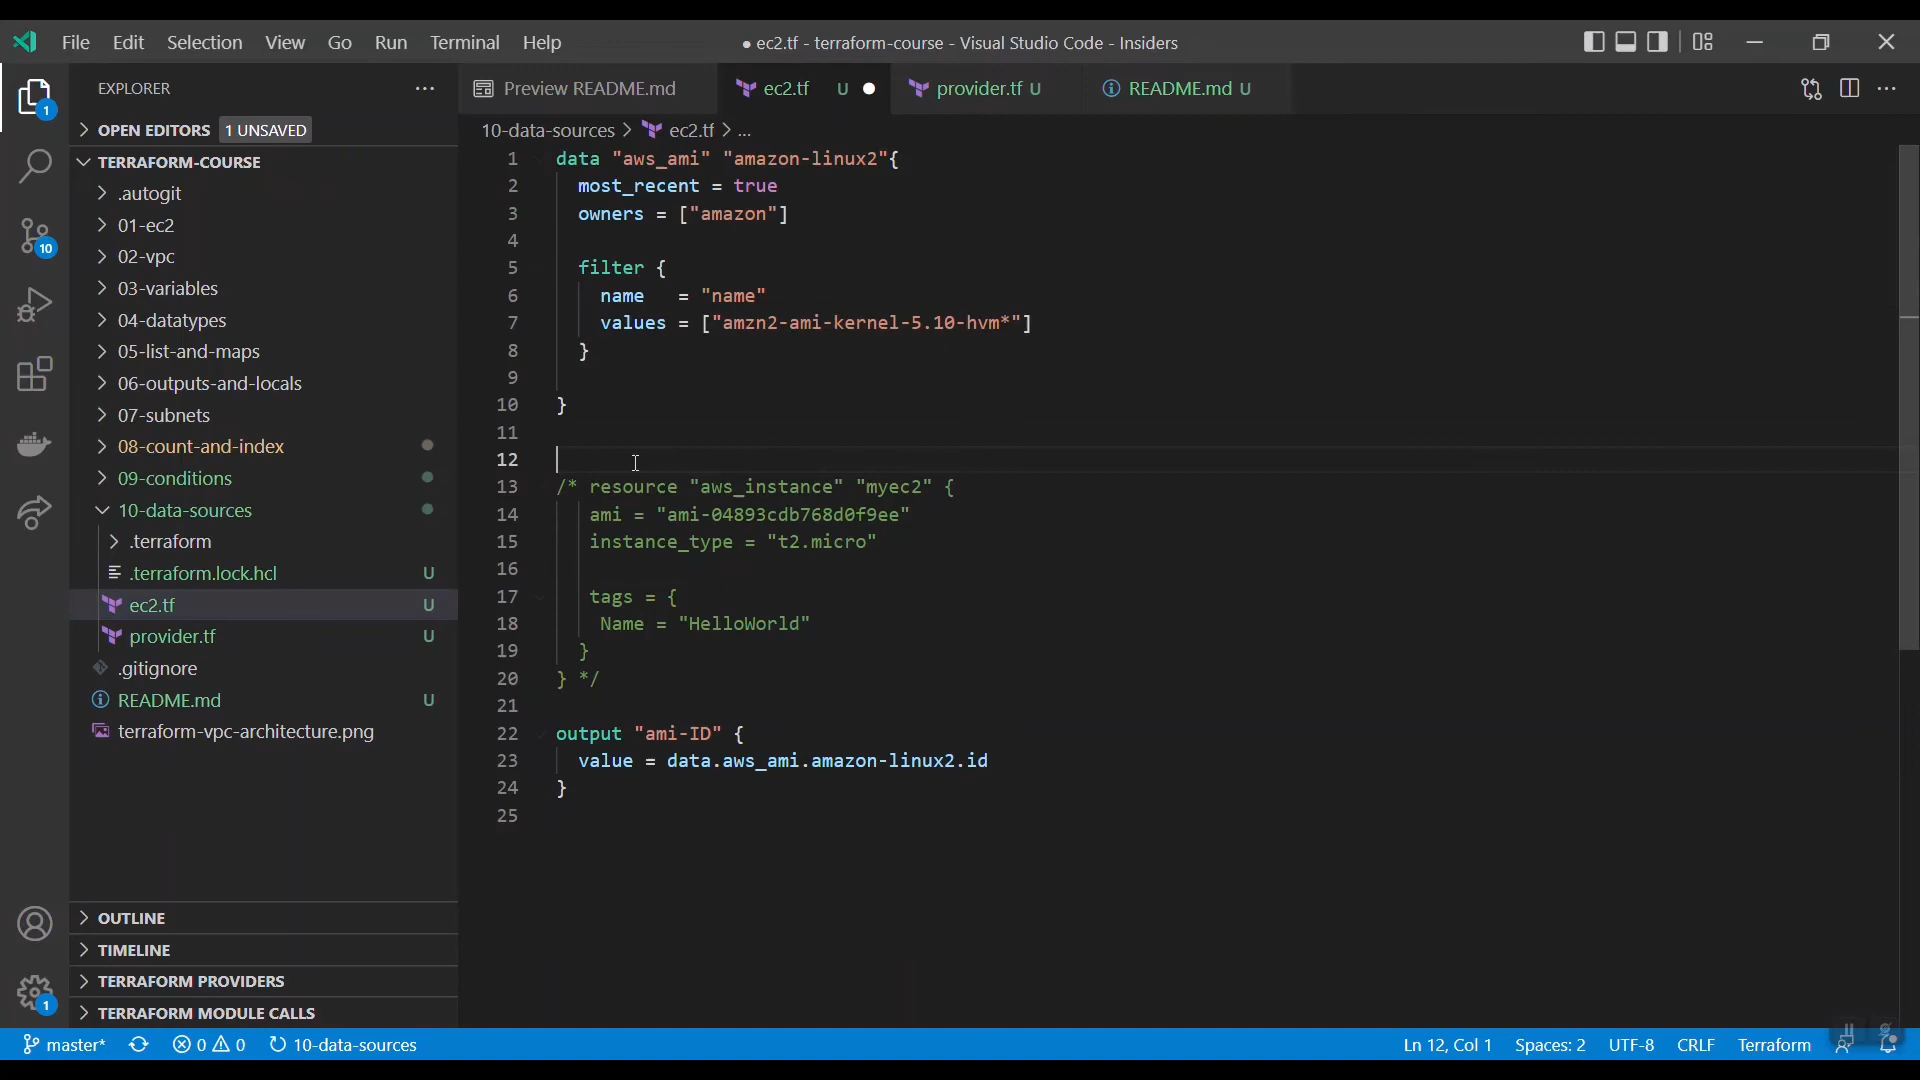 File Edit Selection View Go Run Terminal Help
● ec2.tf - terraform-course - Visual Studio Code - Insiders
EXPLORER
Preview README.md
ec2.tf U
provider.tf U
README.md U
1
OPEN EDITORS 1 UNSAVED
10-data-sources > ec2.tf > ...
TERRAFORM-COURSE
.autogit
01-ec2
02-vpc
03-variables
04-datatypes
05-list-and-maps
06-outputs-and-locals
07-subnets
08-count-and-index
09-conditions
10-data-sources
.terraform
.terraform.lock.hcl U
ec2.tf U
provider.tf U
.gitignore
README.md U
terraform-vpc-architecture.png
10
1 data "aws_ami" "amazon-linux2"{
2 most_recent = true
3 owners = ["amazon"]
4
5 filter {
6 name   = "name"
7 values = ["amzn2-ami-kernel-5.10-hvm*"]
8 }
9
10 }
11
12
13 /* resource "aws_instance" "myec2" {
14 ami = "ami-04893cdb768d0f9ee"
15 instance_type = "t2.micro"
16
17 tags = {
18 Name = "HelloWorld"
19 }
20 } */
21
22 output "ami-ID" {
23 value = data.aws_ami.amazon-linux2.id
24 }
25
OUTLINE
TIMELINE
TERRAFORM PROVIDERS
TERRAFORM MODULE CALLS
1
master* 0 0 10-data-sources
Ln 12, Col 1 Spaces: 2 UTF-8 CRLF Terraform